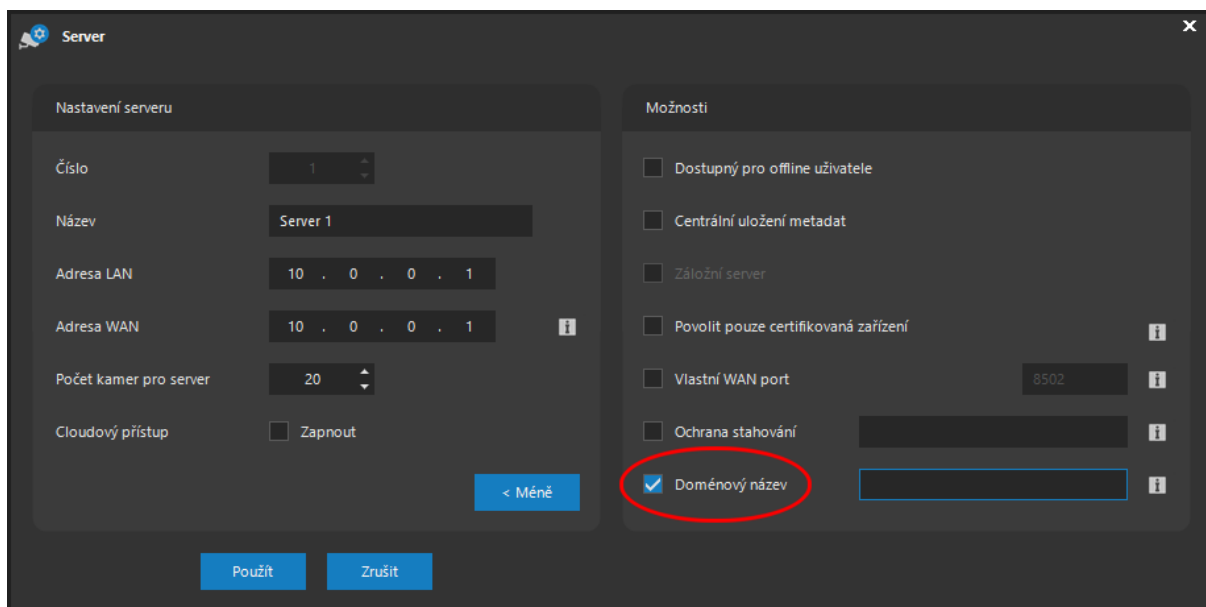 Server
Nastavení serveru
Číslo 1
Název Server 1
Adresa LAN 10 . 0 . 0 . 1
Adresa WAN 10 . 0 . 0 . 1
Počet kamer pro server 20
Cloudový přístup Zapnout
< Méně
Možnosti
Dostupný pro offline uživatele
Centrální uložení metadat
Záložní server
Povolit pouze certifikovaná zařízení
Vlastní WAN port 8502
Ochrana stahování
Doménový název
Použít Zrušit